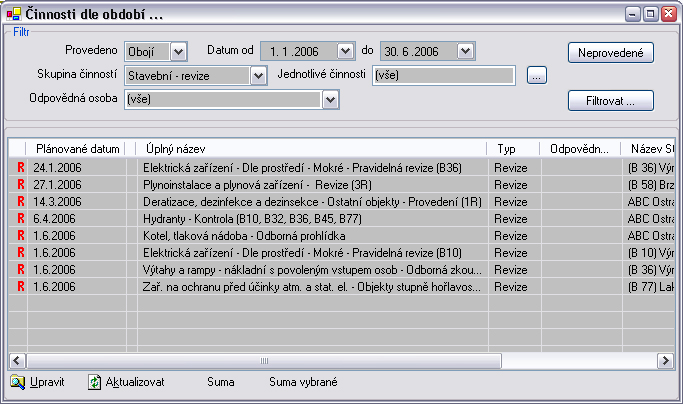 Činnosti dle období ...
Filtr
Provedeno Obojí Datum od 1. 1 .2006 do 30. 6 .2006 Neprovedené
Skupina činností Stavební - revize Jednotlivé činnosti (vše) ...
Odpovědná osoba (vše) Filtrovat ...
Plánované datum Úplný název Typ Odpovědn... Název St
R 24.1.2006 Elektrická zařízení - Dle prostředí - Mokré - Pravidelná revize (B36) Revize (B 36) Výr
R 27.1.2006 Plynoinstalace a plynová zařízení - Revize (3R) Revize (B 58) Brz
R 14.3.2006 Deratizace, dezinfekce a dezinsekce - Ostatní objekty - Provedení (1R) Revize ABC Ostra
R 6.4.2006 Hydranty - Kontrola (B10, B32, B36, B45, B77) Revize ABC Ostra
R 1.6.2006 Kotel, tlaková nádoba - Odborná prohlídka Revize ABC Ostra
R 1.6.2006 Elektrická zařízení - Dle prostředí - Mokré - Pravidelná revize (B10) Revize (B 10) Výr
R 1.6.2006 Výtahy a rampy - nákladní s povoleným vstupem osob - Odborná zkou... Revize (B 36) Výr
R 1.6.2006 Zař. na ochranu před účinky atm. a stat. el. - Objekty stupně hořlavos... Revize (B 77) Lak
Upravit Aktualizovat Suma Suma vybrané